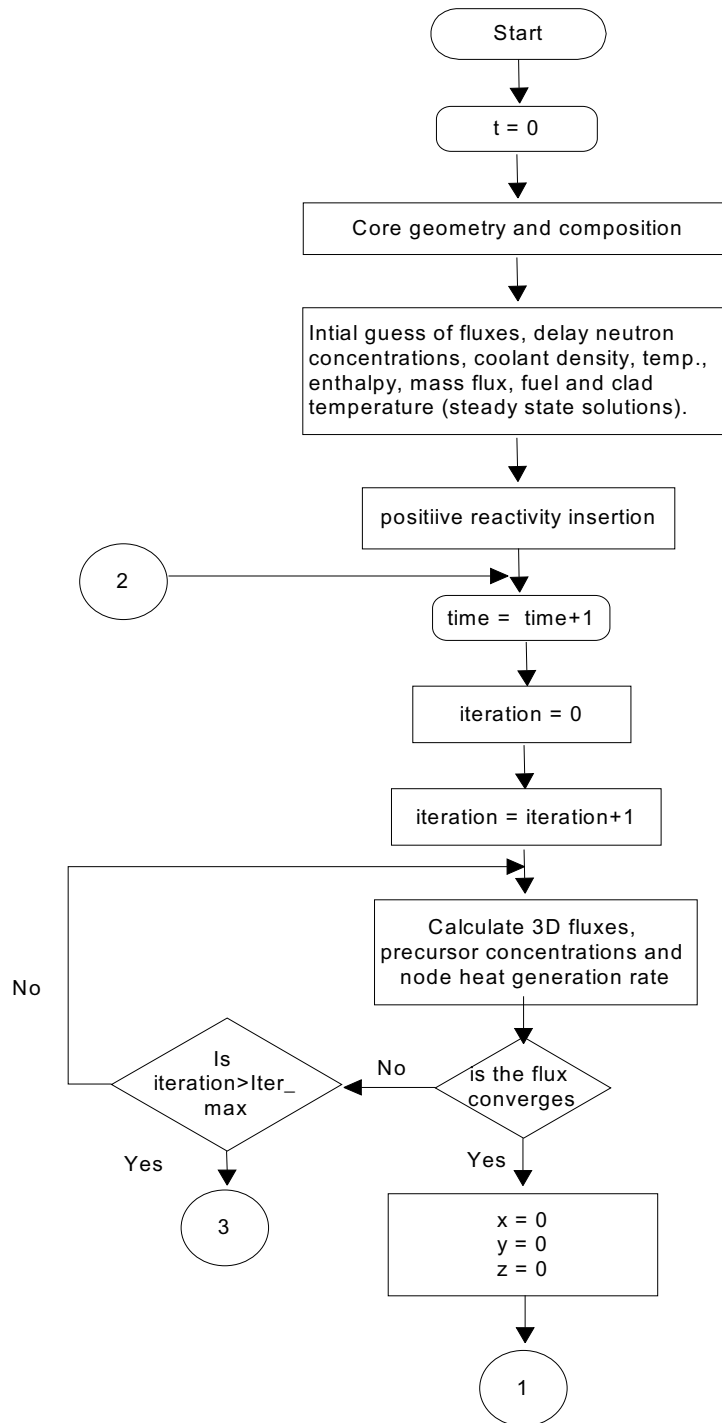 Start
t = 0
Core geometry and composition
Intial guess of fluxes, delay neutron
concentrations, coolant density, temp.,
enthalpy, mass flux, fuel and clad
temperature (steady state solutions).
positiive reactivity insertion
2
time = time+1
iteration = 0
iteration = iteration+1
Calculate 3D fluxes,
precursor concentrations and
node heat generation rate
No
Is
iteration>Iter_
max
No
is the flux
converges
Yes
Yes
3
x = 0
y = 0
z = 0
1